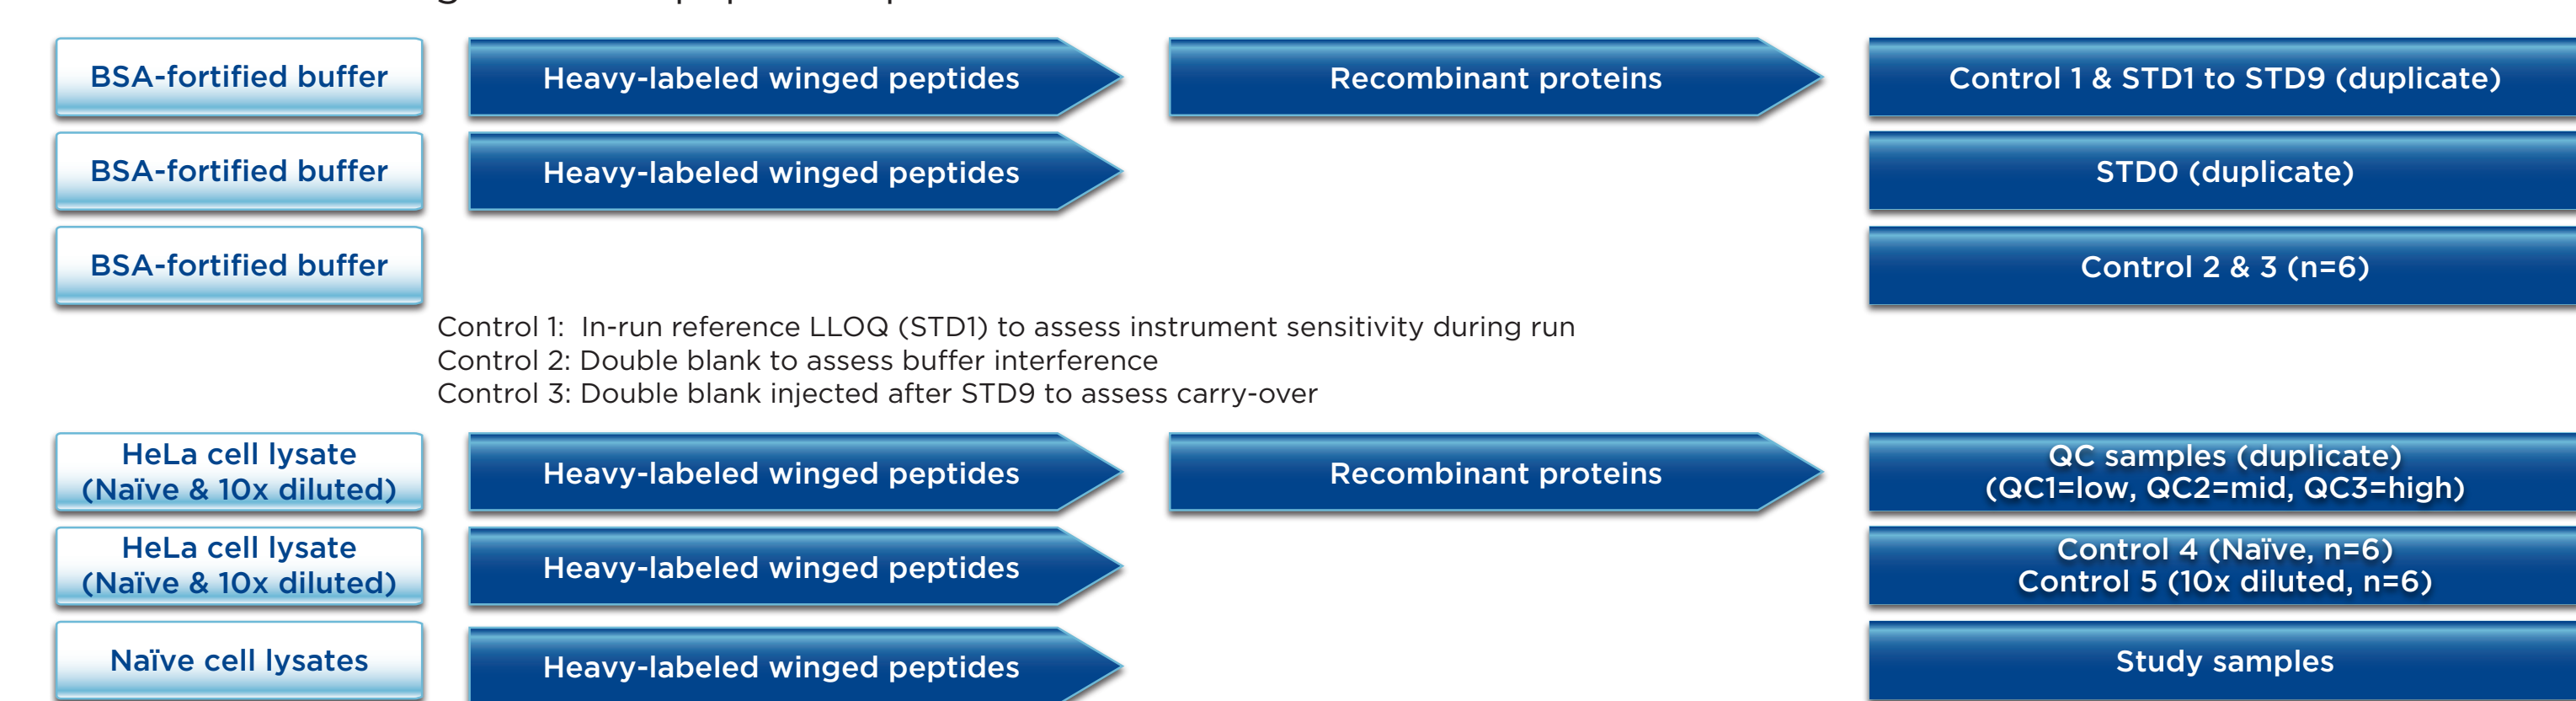 BSA-fortified buffer
Heavy-labeled winged peptides
Recombinant proteins
Control 1 & STD1 to STD9 (duplicate)
BSA-fortified buffer
Heavy-labeled winged peptides
STD0 (duplicate)
BSA-fortified buffer
Control 2 & 3 (n=6)
Control 1:  In-run reference LLOQ (STD1) to assess instrument sensitivity during run
Control 2: Double blank to assess buffer interference
Control 3: Double blank injected after STD9 to assess carry-over
HeLa cell lysate
(Naïve & 10x diluted)
Heavy-labeled winged peptides
Recombinant proteins
QC samples (duplicate)
(QC1=low, QC2=mid, QC3=high)
HeLa cell lysate
(Naïve & 10x diluted)
Heavy-labeled winged peptides
Control 4 (Naïve, n=6)
Control 5 (10x diluted, n=6)
Naïve cell lysates
Heavy-labeled winged peptides
Study samples